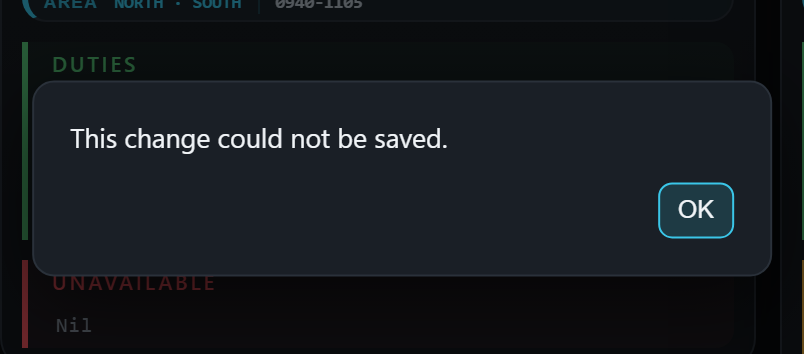 AREA NORTH · SOUTH 0940-1105
DUTIES
This change could not be saved.
OK
UNAVAILABLE
Nil